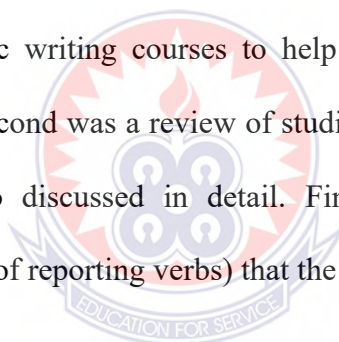 c writing courses to help
cond was a review of studi
discussed in detail. Fir
of reporting verbs) that the
EDUCATION FOR SERVICE